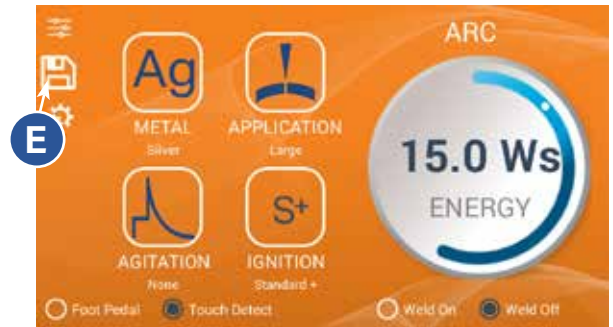 ARC
E
Ag
METAL
Silver
APPLICATION
Large
15.0 Ws
ENERGY
S+
AGITATION
None
IGNITION
Standard +
Foot Pedal
Touch Detect
Weld On
Weld Off